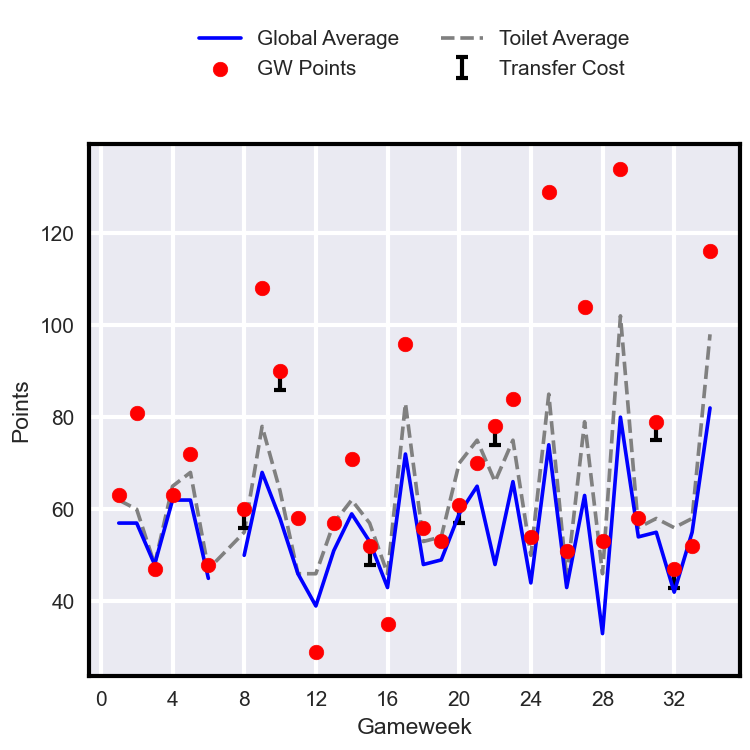 Global Average Toilet Average
GW Points Transfer Cost
120
100
80
60
40
Points
0 4 8 12 16 20 24 28 32
Gameweek